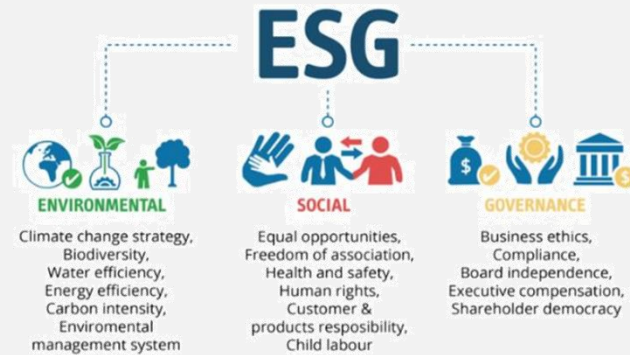 ESG
ENVIRONMENTAL
Climate change strategy,
Biodiversity,
Water efficiency,
Energy efficiency,
Carbon intensity,
Enviromental
management system
SOCIAL
Equal opportunities,
Freedom of association,
Health and safety,
Human rights,
Customer &
products resposibility,
Child labour
GOVERNANCE
Business ethics,
Compliance,
Board independence,
Executive compensation,
Shareholder democracy